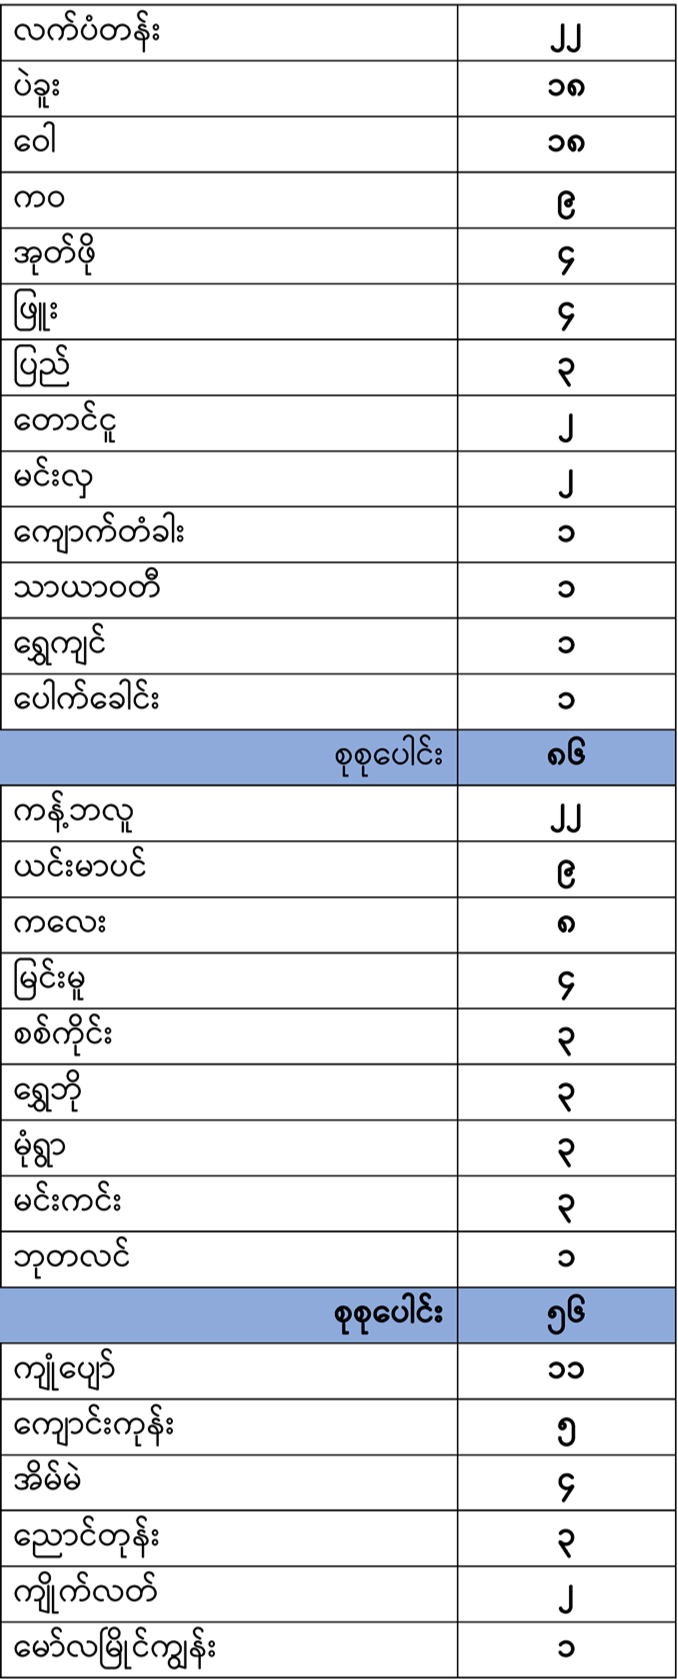 လက်ပံတန်း ၂၂
ပဲခူး ၁၈
ဝေါ ၁၈
ကဝ ၉
အုတ်ဖို ၄
ဖြူး ၄
ပြည် ၃
တောင်ငူ ၂
မင်းလှ ၂
ကျောက်တံခါး ၁
သာယာဝတီ ၁
ရွှေကျင် ၁
ပေါက်ခေါင်း ၁
စုစုပေါင်း ၈၆
ကန့်ဘလူ ၂၂
ယင်းမာပင် ၉
ကလေး ၈
မြင်းမူ ၄
စစ်ကိုင်း ၃
ရွှေဘို ၃
မုံရွာ ၃
မင်းကင်း ၃
ဘုတလင် ၁
စုစုပေါင်း ၅၆
ကျုံပျော် ၁၁
ကျောင်းကုန်း ၅
အိမ်မဲ ၄
ညောင်တုန်း ၃
ကျိုက်လတ် ၂
မော်လမြိုင်ကျွန်း ၁